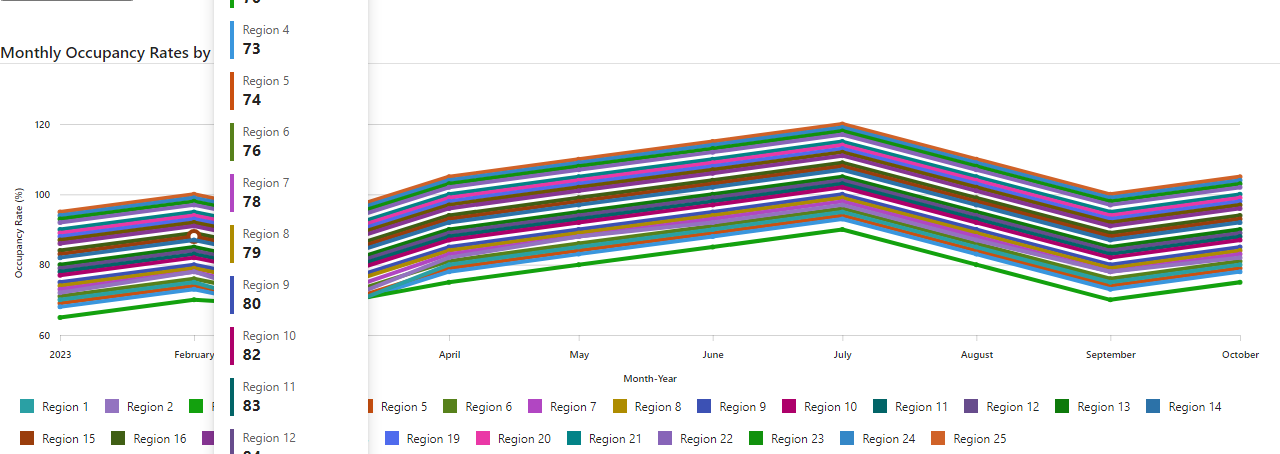 Region 4
73
Monthly Occupancy Rates by
Region 5
74
Region 6
76
Region 7
78
Region 8
79
Region 9
80
Region 10
82
Region 11
83
Region 12
Occupancy Rate (%)
120
100
80
60
2023
February
April
May
June
July
August
September
October
Month-Year
Region 1
Region 2
Region 5
Region 6
Region 7
Region 8
Region 9
Region 10
Region 11
Region 12
Region 13
Region 14
Region 15
Region 16
Region 19
Region 20
Region 21
Region 22
Region 23
Region 24
Region 25